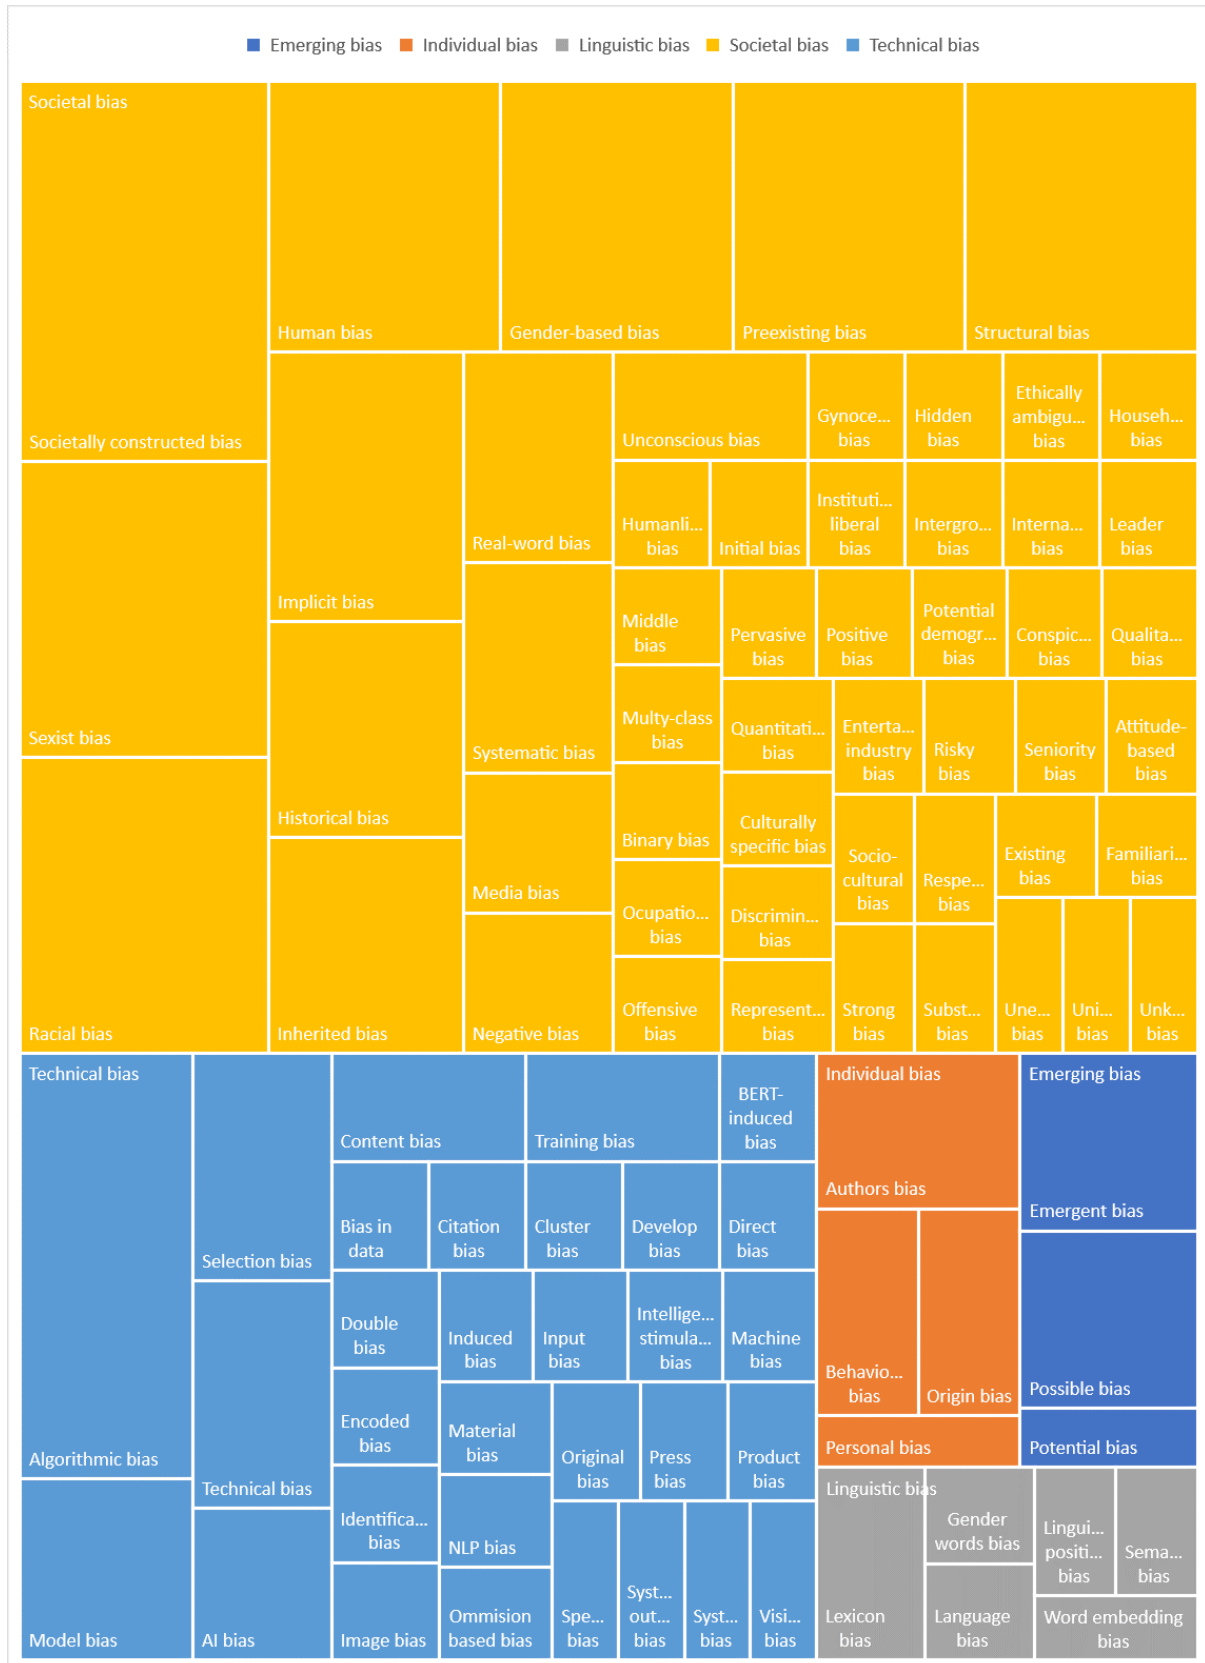 Emerging bias Individual bias Linguistic bias Societal bias Technical bias
Societal bias
Societally constructed bias
Sexist bias
Racial bias
Human bias
Gender-based bias
Preexisting bias
Structural bias
Implicit bias
Historical bias
Inherited bias
Real-word bias
Systematic bias
Media bias
Negative bias
Unconscious bias
Gynoce...
bias
Hidden
bias
Ethically
ambigu...
bias
Househ...
bias
Humanli...
bias
Initial bias
Instituti...
liberal
bias
Intergro...
bias
Interna...
bias
Leader
bias
Middle
bias
Multy-class
bias
Binary bias
Ocupatio...
bias
Offensive
bias
Pervasive
bias
Positive
bias
Potential
demogr...
bias
Conspic...
bias
Qualita...
bias
Quantitati...
bias
Culturally
specific bias
Discrimin...
bias
Represent...
bias
Enterta...
industry
bias
Risky
bias
Seniority
bias
Attitude-
based
bias
Socio-
cultural
bias
Respe...
bias
Existing
bias
Familiari...
bias
Strong
bias
Subst...
bias
Une...
bias
Uni...
bias
Unk...
bias
Technical bias
Algorithmic bias
Model bias
Selection bias
Technical bias
AI bias
Content bias
Training bias
BERT-
induced
bias
Bias in
data
Citation
bias
Cluster
bias
Develop
bias
Direct
bias
Double
bias
Encoded
bias
Identifica...
bias
Image bias
Induced
bias
Input
bias
Intellige...
stimula...
bias
Machine
bias
Material
bias
NLP bias
Ommision
based bias
Original
bias
Press
bias
Product
bias
Spe...
bias
Syst...
out...
bias
Syst...
bias
Visi...
bias
Individual bias
Authors bias
Behavio...
bias
Origin bias
Personal bias
Emerging bias
Emergent bias
Possible bias
Potential bias
Linguistic bias
Lexicon
bias
Gender
words bias
Language
bias
Lingui...
positi...
bias
Sema...
bias
Word embedding
bias